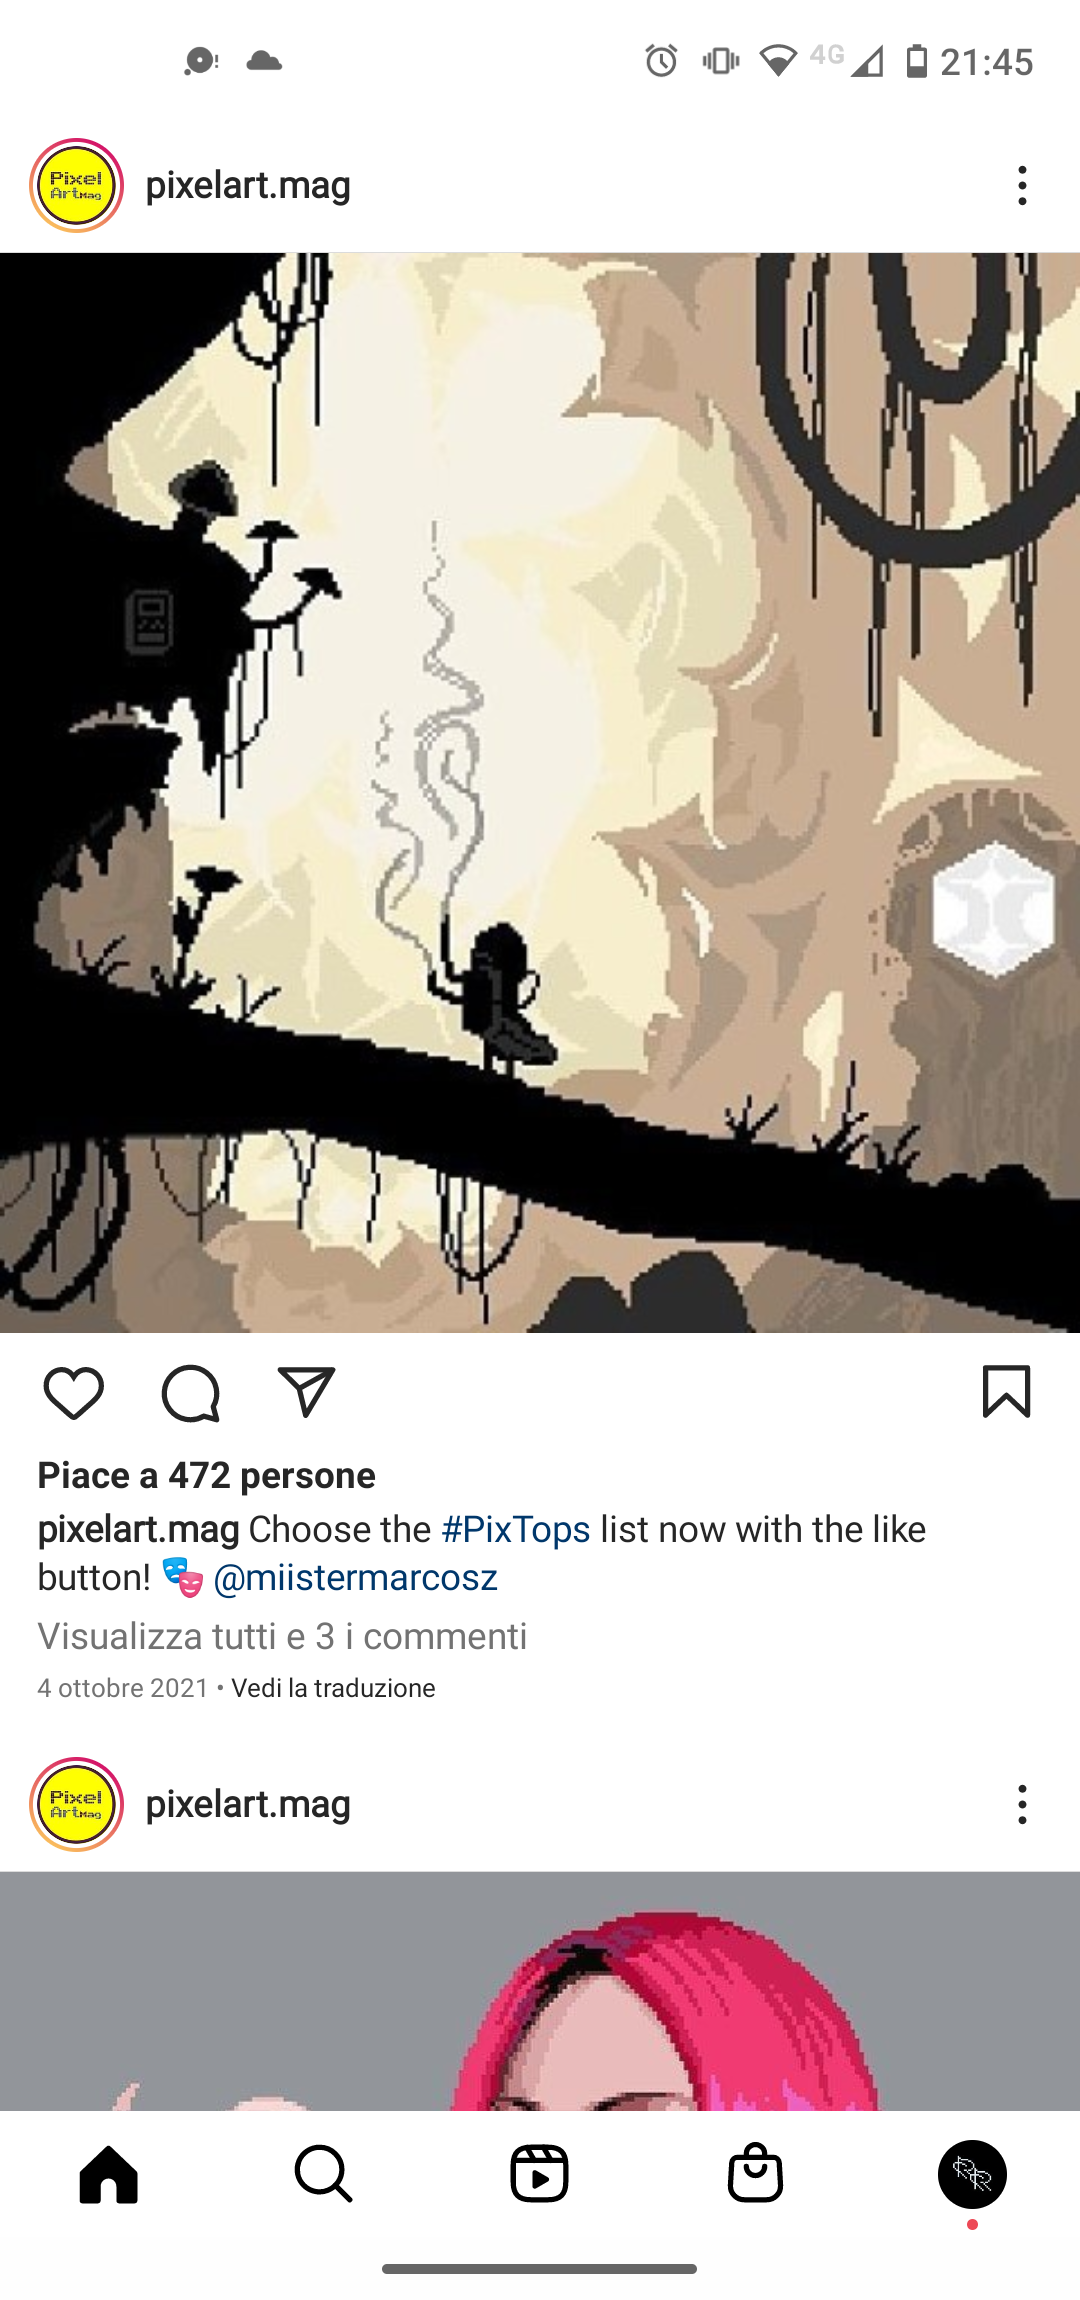 4G 21:45
Pixel
ArtMag
pixelart.mag
Piace a 472 persone
pixelart.mag Choose the #PixTops list now with the like
button! 🎭 @miistermarcosz
Visualizza tutti e 3 i commenti
4 ottobre 2021 • Vedi la traduzione
Pixel
ArtMag
pixelart.mag